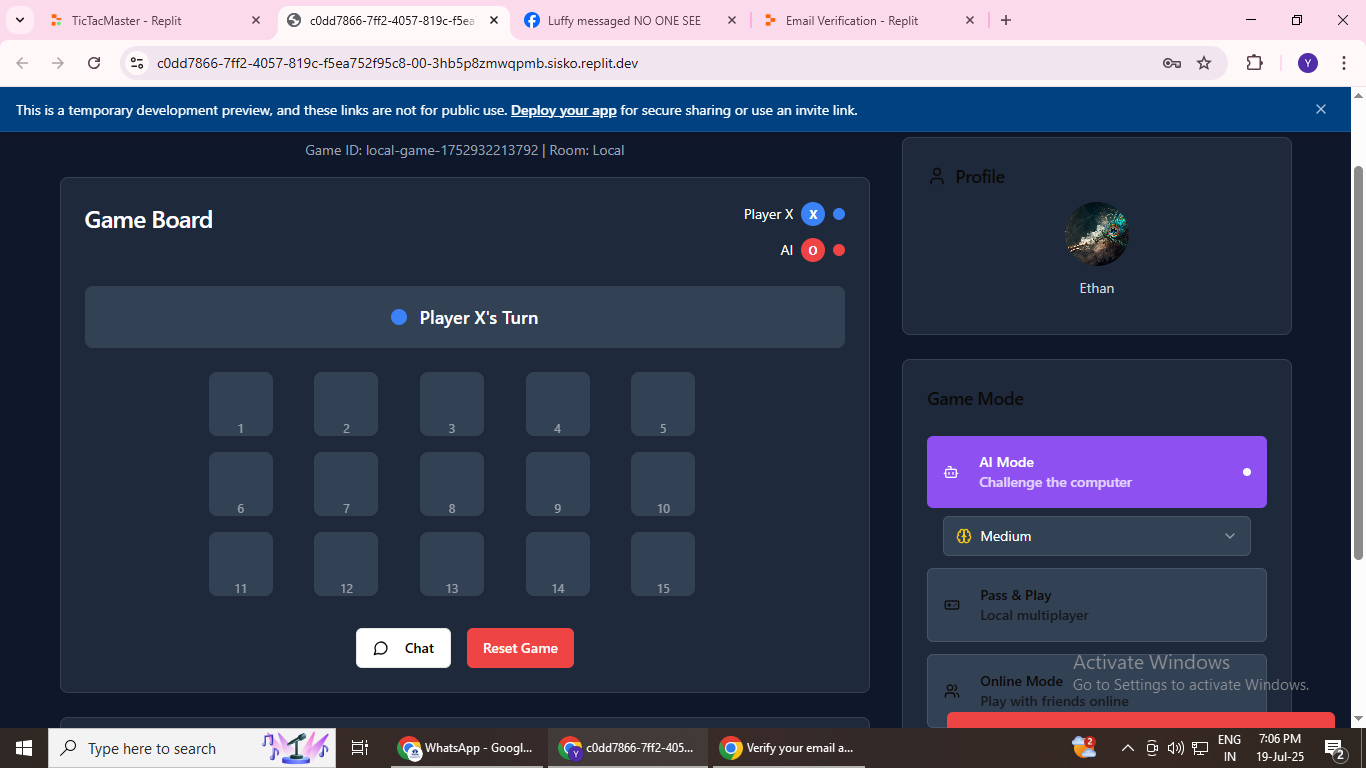 TicTacMaster - Replit
c0dd7866-7ff2-4057-819c-f5ea
Luffy messaged NO ONE SEE
Email Verification - Replit
c0dd7866-7ff2-4057-819c-f5ea752f95c8-00-3hb5p8zmwqpmb.sisko.replit.dev
Y
This is a temporary development preview, and these links are not for public use. Deploy your app for secure sharing or use an invite link.
Game ID: local-game-1752932213792 | Room: Local
Game Board
Player X X
AI O
Player X's Turn
1 2 3 4 5
6 7 8 9 10
11 12 13 14 15
Chat
Reset Game
Profile
Ethan
Game Mode
AI Mode
Challenge the computer
Medium
Pass & Play
Local multiplayer
Online Mode
Play with friends online
Activate Windows
Go to Settings to activate Windows.
Type here to search
WhatsApp - Googl...
Y
c0dd7866-7ff2-405...
Verify your email a...
2
ENG
IN
7:06 PM
19-Jul-25
2